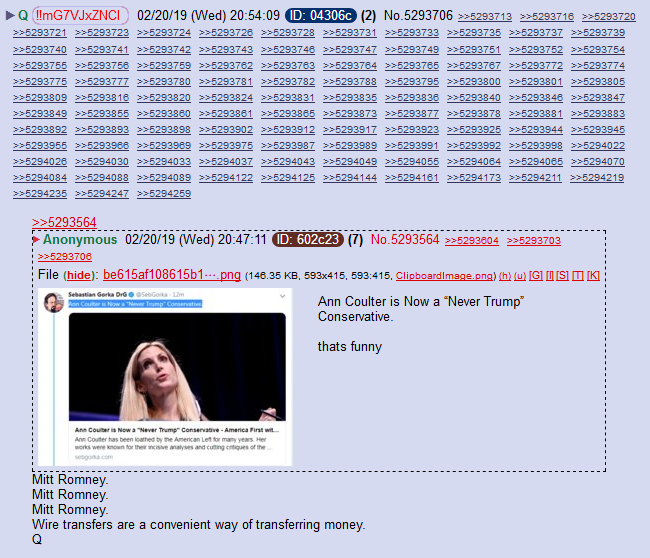 Q !!mG7VJxZNCI 02/20/19 (Wed) 20:54:09 ID: 04306c (2) No.5293706 >>5293713 >>5293716 >>5293720
>>5293721 >>5293723 >>5293724 >>5293726 >>5293728 >>5293731 >>5293733 >>5293735 >>5293737 >>5293739
>>5293740 >>5293741 >>5293742 >>5293744 >>5293747 >>5293749 >>5293751 >>5293752 >>5293754
>>5293755 >>5293756 >>5293759 >>5293762 >>5293763 >>5293764 >>5293765 >>5293767 >>5293772 >>5293774
>>5293775 >>5293777 >>5293780 >>5293781 >>5293782 >>5293788 >>5293795 >>5293800 >>5293801 >>5293805
>>5293809 >>5293816 >>5293820 >>5293824 >>5293831 >>5293835 >>5293836 >>5293840 >>5293846 >>5293847
>>5293849 >>5293855 >>5293860 >>5293861 >>5293865 >>5293873 >>5293877 >>5293878 >>5293881 >>5293883
>>5293892 >>5293893 >>5293898 >>5293902 >>5293912 >>5293917 >>5293923 >>5293925 >>5293944 >>5293945
>>5293955 >>5293966 >>5293969 >>5293975 >>5293987 >>5293989 >>5293991 >>5293992 >>5293998 >>5294022
>>5294026 >>5294030 >>5294033 >>5294037 >>5294043 >>5294049 >>5294055 >>5294064 >>5294065 >>5294070
>>5294084 >>5294088 >>5294089 >>5294122 >>5294125 >>5294144 >>5294161 >>5294173 >>5294211 >>5294219
>>5294235 >>5294247 >>5294259
>>5293564
Anonymous 02/20/19 (Wed) 20:47:11 ID: 602c23 (7) No.5293564 >>5293604 >>5293703
>>5293706
File (hide): be615af108615b1⋯.png (146.35 KB, 593x415, 593:415, ClipboardImage.png) (h) (u) [G] [I] [S] [T] [K]
Sebastian Gorka DrG @SebGorka · 12m
Ann Coulter is Now a "Never Trump" Conservative.
Ann Coulter is Now a "Never Trump" Conservative - America First wit...
Ann Coulter has been loathed by the American Left for many years. Her
works were known for their incisive analyses and cutting critiques of the ...
sebgorka.com
Ann Coulter is Now a “Never Trump”
Conservative.
thats funny
Mitt Romney.
Mitt Romney.
Mitt Romney.
Wire transfers are a convenient way of transferring money.
Q